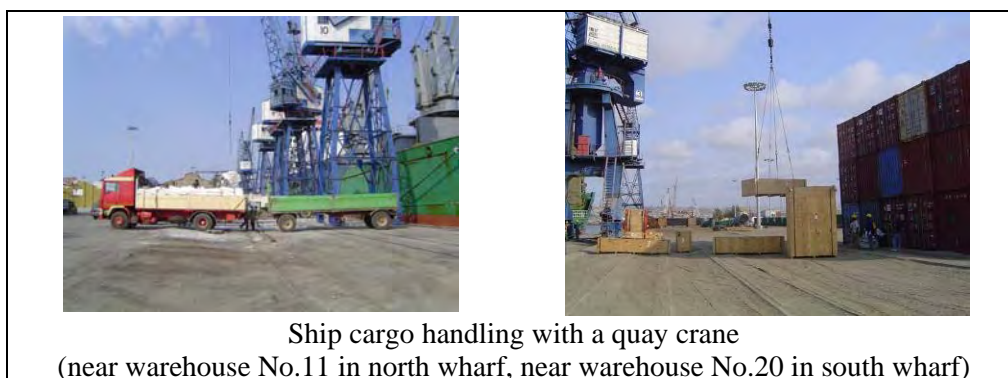 10
Ship cargo handling with a quay crane
(near warehouse No.11 in north wharf, near warehouse No.20 in south wharf)